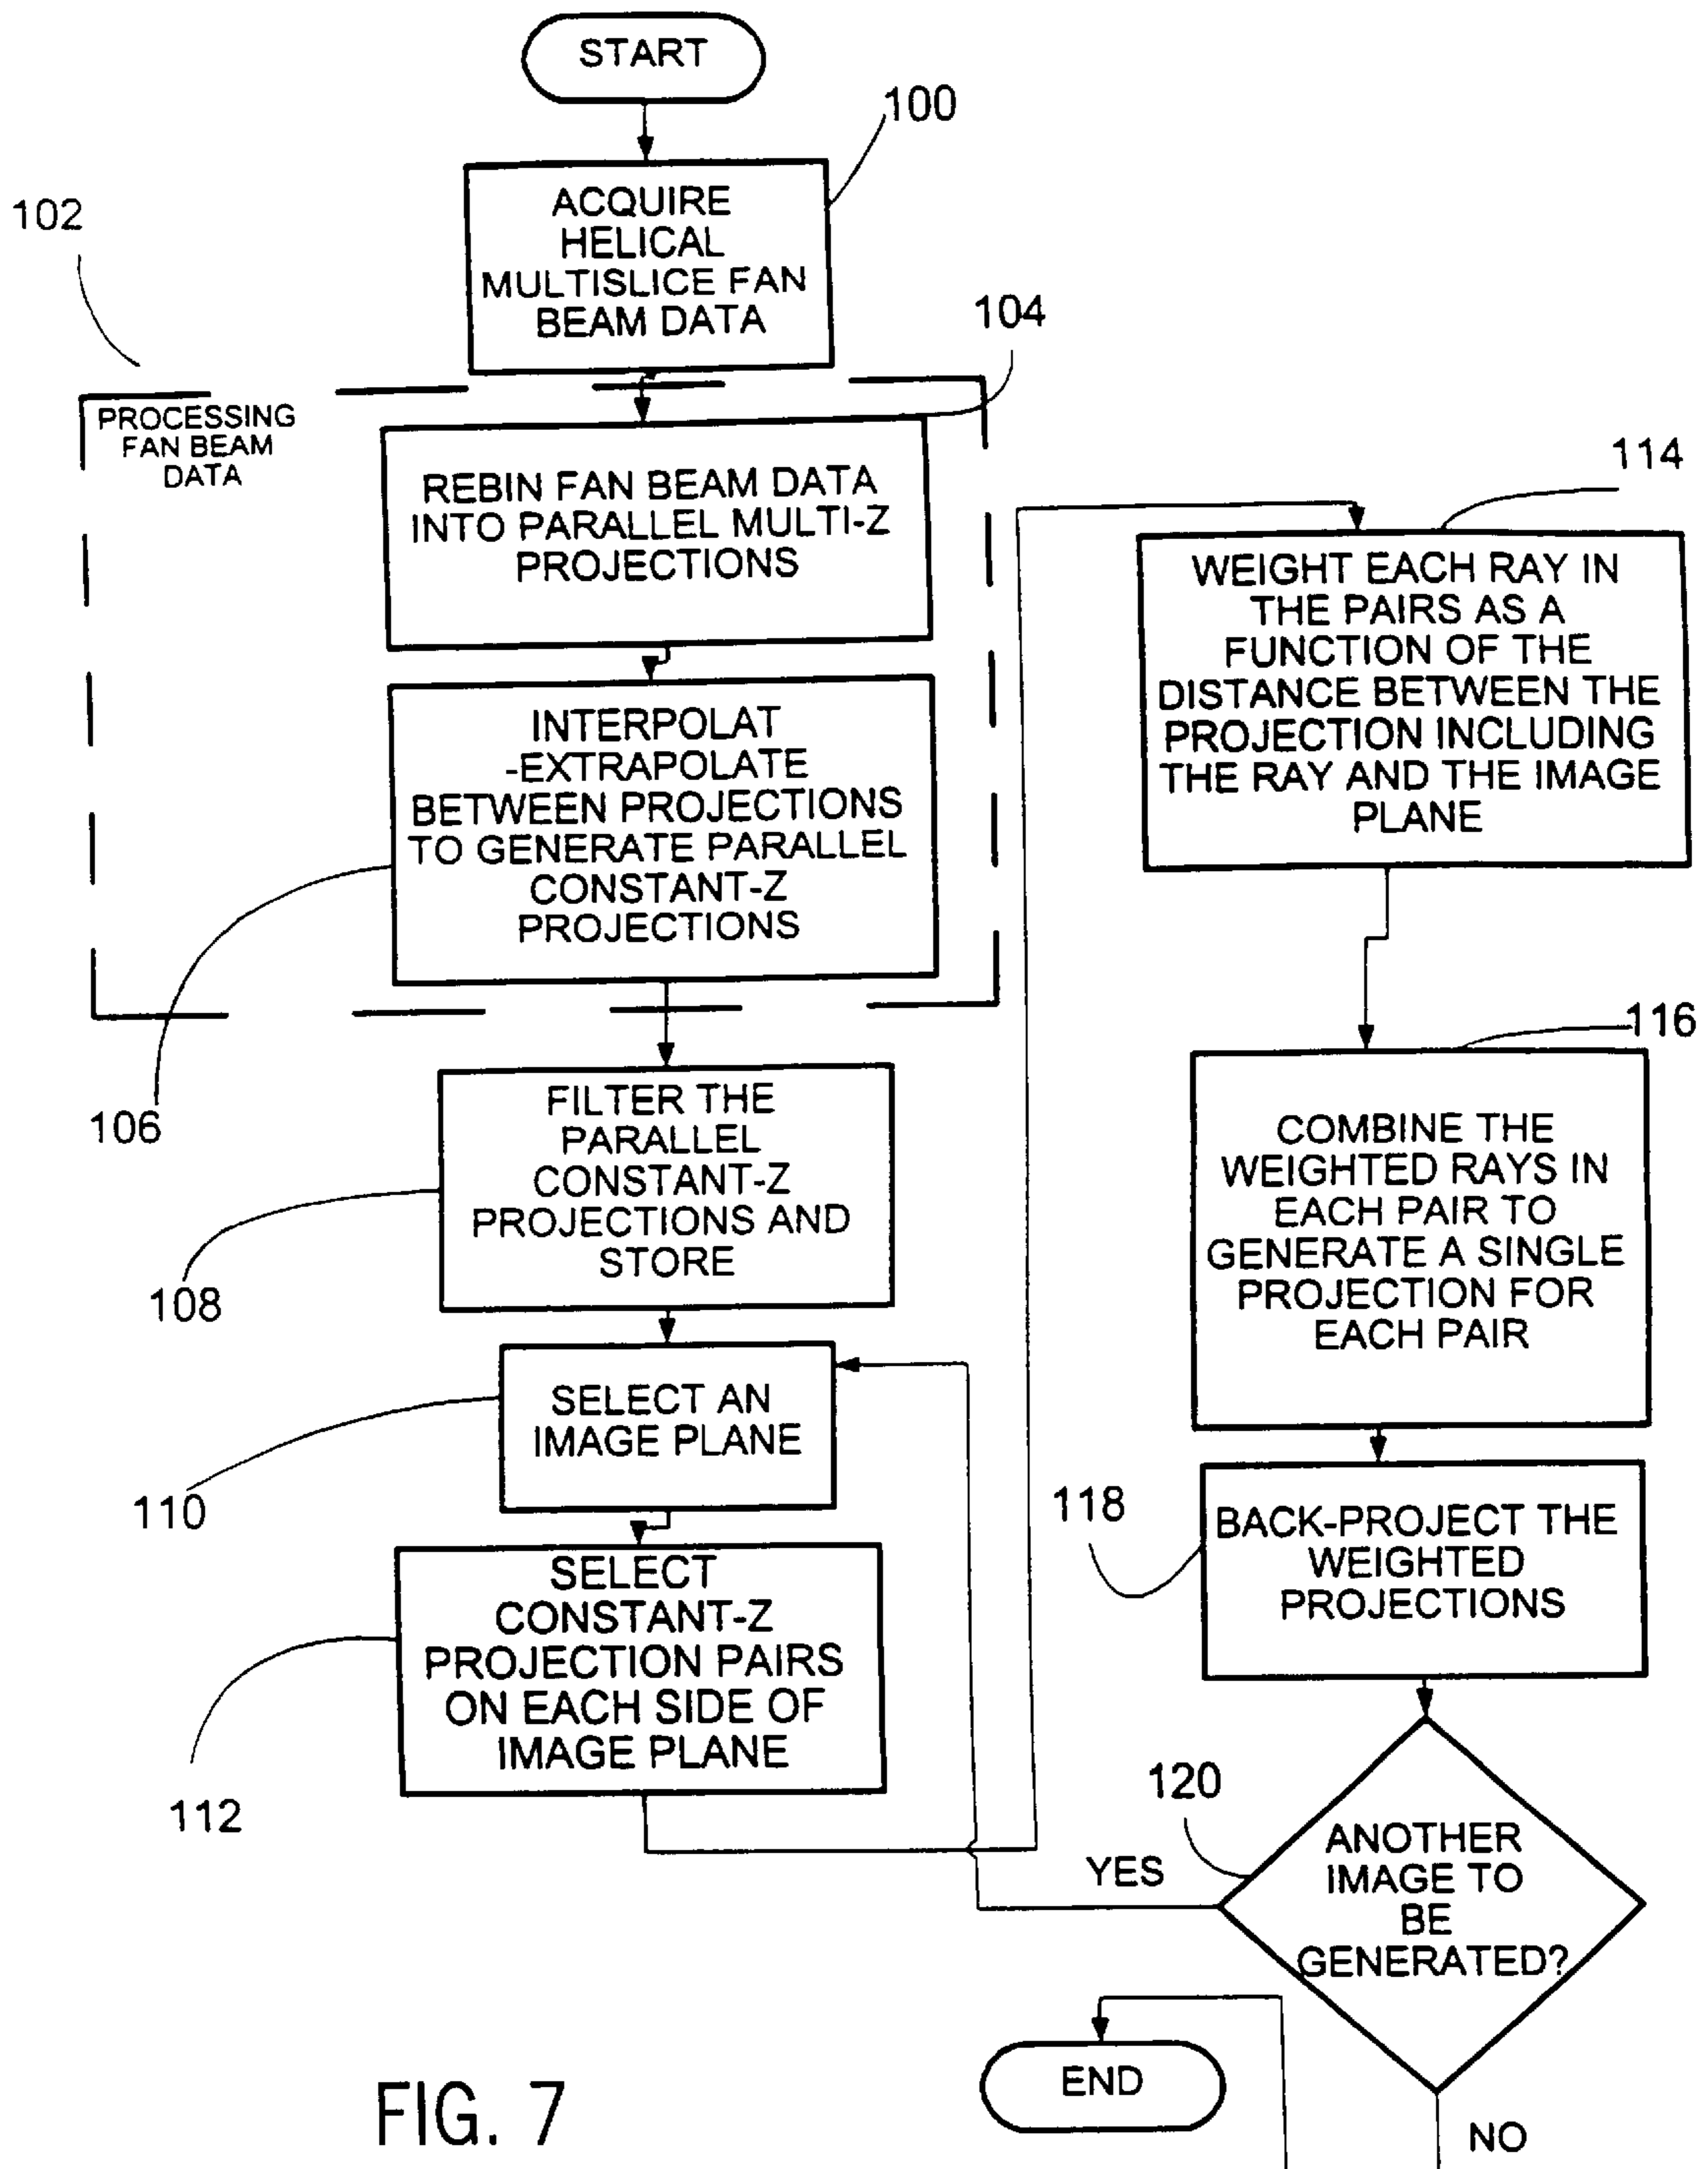 START
100
ACQUIRE
HELICAL
MULTISLICE FAN
BEAM DATA
102
104
PROCESSING
FAN BEAM
DATA
REBIN FAN BEAM DATA
INTO PARALLEL MULTI-Z
PROJECTIONS
INTERPOLAT
-EXTRAPOLATE
BETWEEN PROJECTIONS
TO GENERATE PARALLEL
CONSTANT-Z
PROJECTIONS
106
FILTER THE
PARALLEL
CONSTANT-Z
PROJECTIONS AND
STORE
108
SELECT AN
IMAGE PLANE
110
SELECT
CONSTANT-Z
PROJECTION PAIRS
ON EACH SIDE OF
IMAGE PLANE
112
114
WEIGHT EACH RAY IN
THE PAIRS AS A
FUNCTION OF THE
DISTANCE BETWEEN THE
PROJECTION INCLUDING
THE RAY AND THE IMAGE
PLANE
116
COMBINE THE
WEIGHTED RAYS IN
EACH PAIR TO
GENERATE A SINGLE
PROJECTION FOR
EACH PAIR
118
BACK-PROJECT THE
WEIGHTED
PROJECTIONS
120
ANOTHER
IMAGE TO
BE
GENERATED?
YES
END
NO
FIG. 7